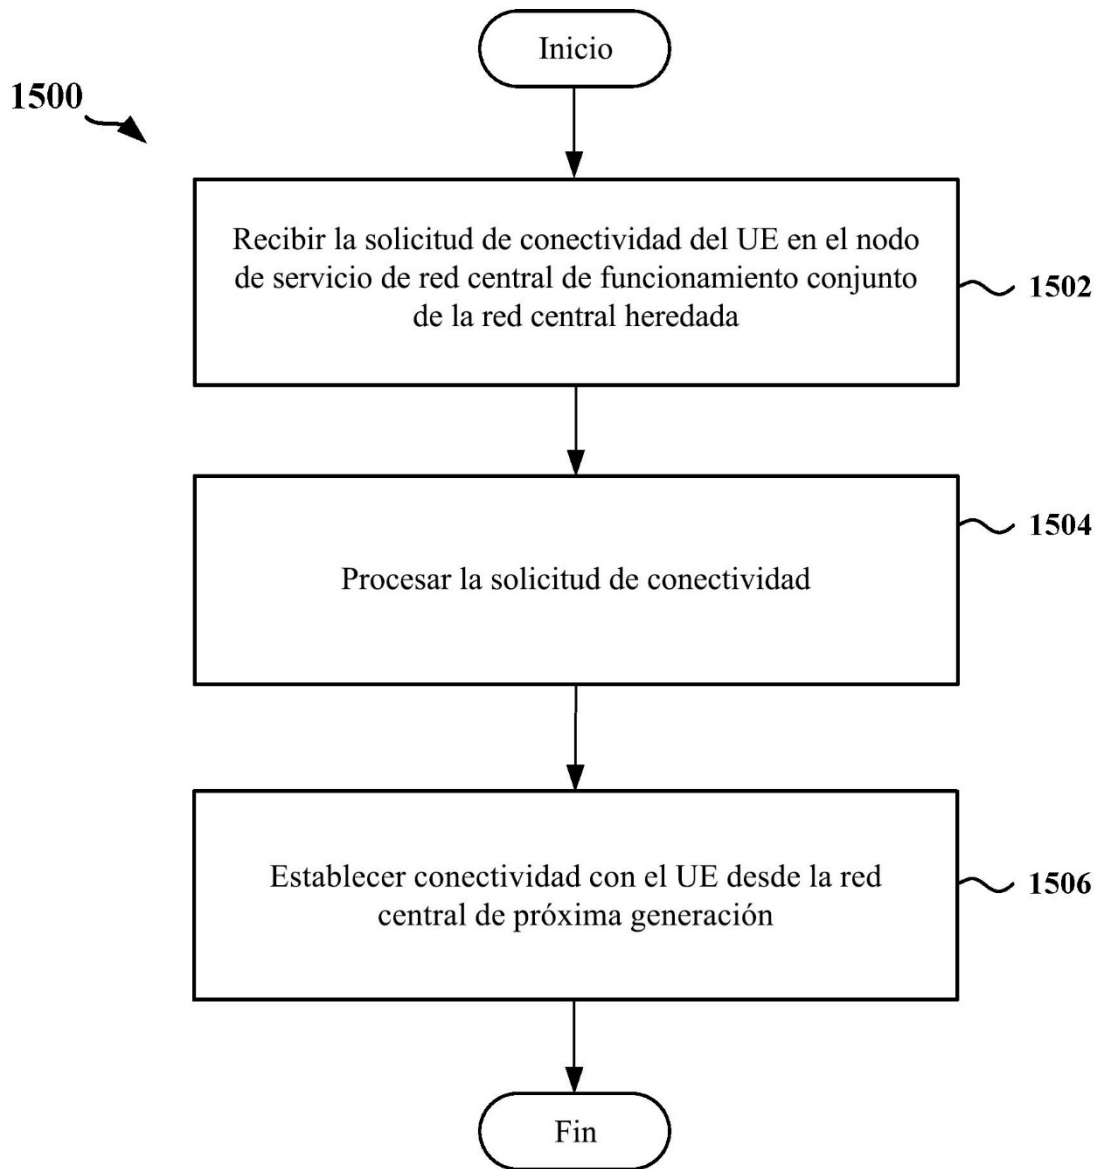 Inicio
1500
Recibir la solicitud de conectividad del UE en el nodo
de servicio de red central de funcionamiento conjunto
de la red central heredada
1502
1504
Procesar la solicitud de conectividad
Establecer conectividad con el UE desde la red
central de próxima generación
1506
Fin